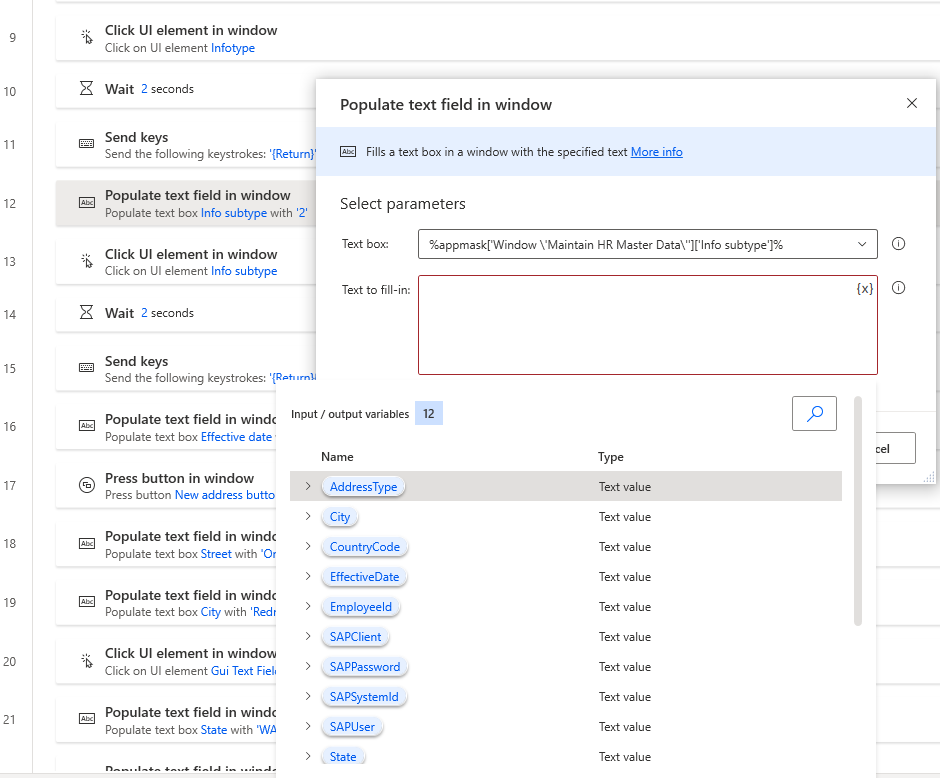 9
Click UI element in window
Click on UI element Infotype
10
Wait 2 seconds
11
Send keys
Send the following keystrokes: '{Return}'
12
Populate text field in window
Populate text box Info subtype with '2'
13
Click UI element in window
Click on UI element Info subtype
14
Wait 2 seconds
15
Send keys
Send the following keystrokes: '{Return}
16
Populate text field in windo
Populate text box Effective date
17
Press button in window
Press button New address butto
18
Populate text field in windo
Populate text box Street with 'Or
19
Populate text field in windo
Populate text box City with 'Redr
20
Click UI element in window
Click on UI element Gui Text Fiel
21
Populate text field in windo
Populate text box State with 'WA
Populate text field in windo
Populate text field in window
Abc Fills a text box in a window with the specified text More info
Select parameters
Text box:
%appmask['Window \'Maintain HR Master Data\'']['Info subtype']%
Text to fill-in:
{x}
cel
Input / output variables 12
Name Type
AddressType Text value
City Text value
CountryCode Text value
EffectiveDate Text value
EmployeeId Text value
SAPClient Text value
SAPPassword Text value
SAPSystemId Text value
SAPUser Text value
State Text value